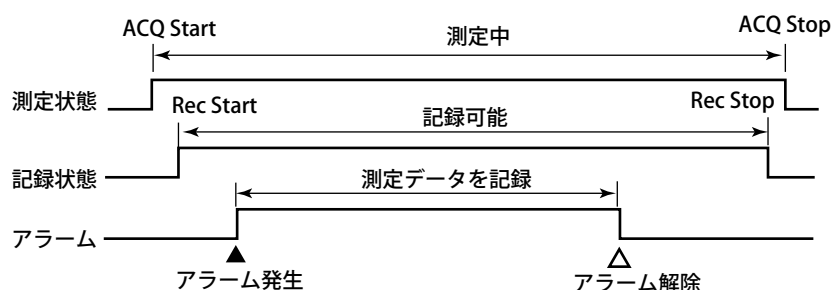 ACQ Start
測定中
ACQ Stop
測定状態
Rec Start
記録可能
Rec Stop
記録状態
測定データを記録
アラーム
アラーム発生
アラーム解除